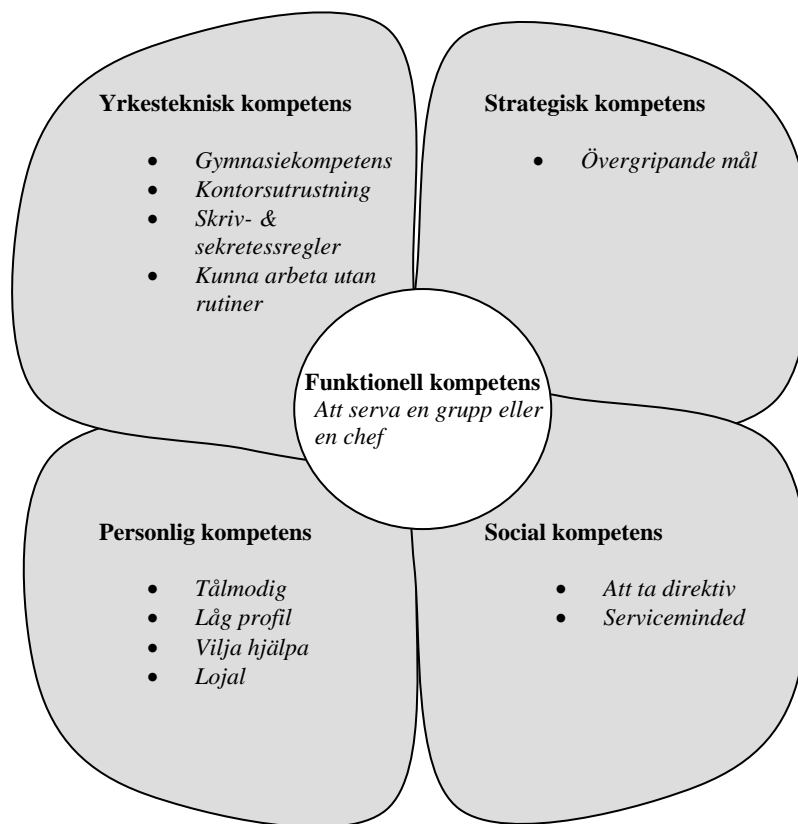 Yrkesteknisk kompetens
• Gymnasiekompetens
• Kontorsutrustning
• Skriv- &
sekretessregler
• Kunna arbeta utan
rutiner
Strategisk kompetens
• Övergripande mål
Funktionell kompetens
Att serva en grupp eller
en chef
Personlig kompetens
• Tålmodig
• Låg profil
• Vilja hjälpa
• Lojal
Social kompetens
• Att ta direktiv
• Serviceminded